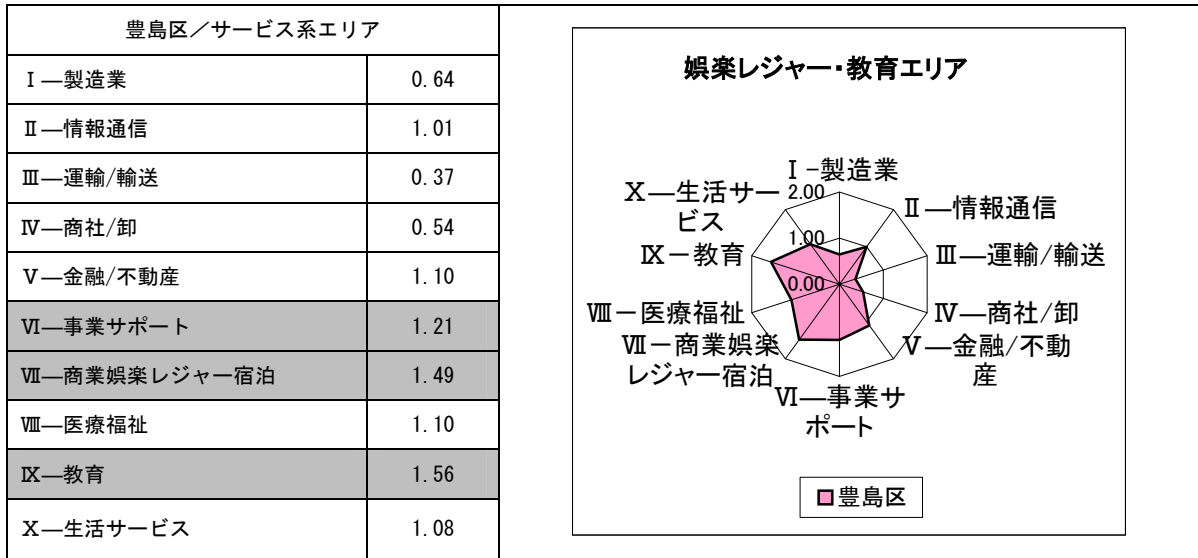 豊島区／サービス系エリア
Ⅰ―製造業 0.64
Ⅱ―情報通信 1.01
Ⅲ―運輸/輸送 0.37
Ⅳ―商社/卸 0.54
Ⅴ―金融/不動産 1.10
Ⅵ―事業サポート 1.21
Ⅶ―商業娯楽レジャー宿泊 1.49
Ⅷ―医療福祉 1.10
Ⅸ―教育 1.56
Ⅹ―生活サービス 1.08
娯楽レジャー・教育エリア
Ⅰ－製造業
Ⅱ―情報通信
Ⅲ―運輸/輸送
Ⅳ―商社/卸
Ⅴ―金融/不動
産
Ⅵ―事業サ
ポート
Ⅶ－商業娯楽
レジャー宿泊
Ⅷ－医療福祉
Ⅸ－教育
Ⅹ―生活サー
ビス
2.00
1.00
0.00
豊島区